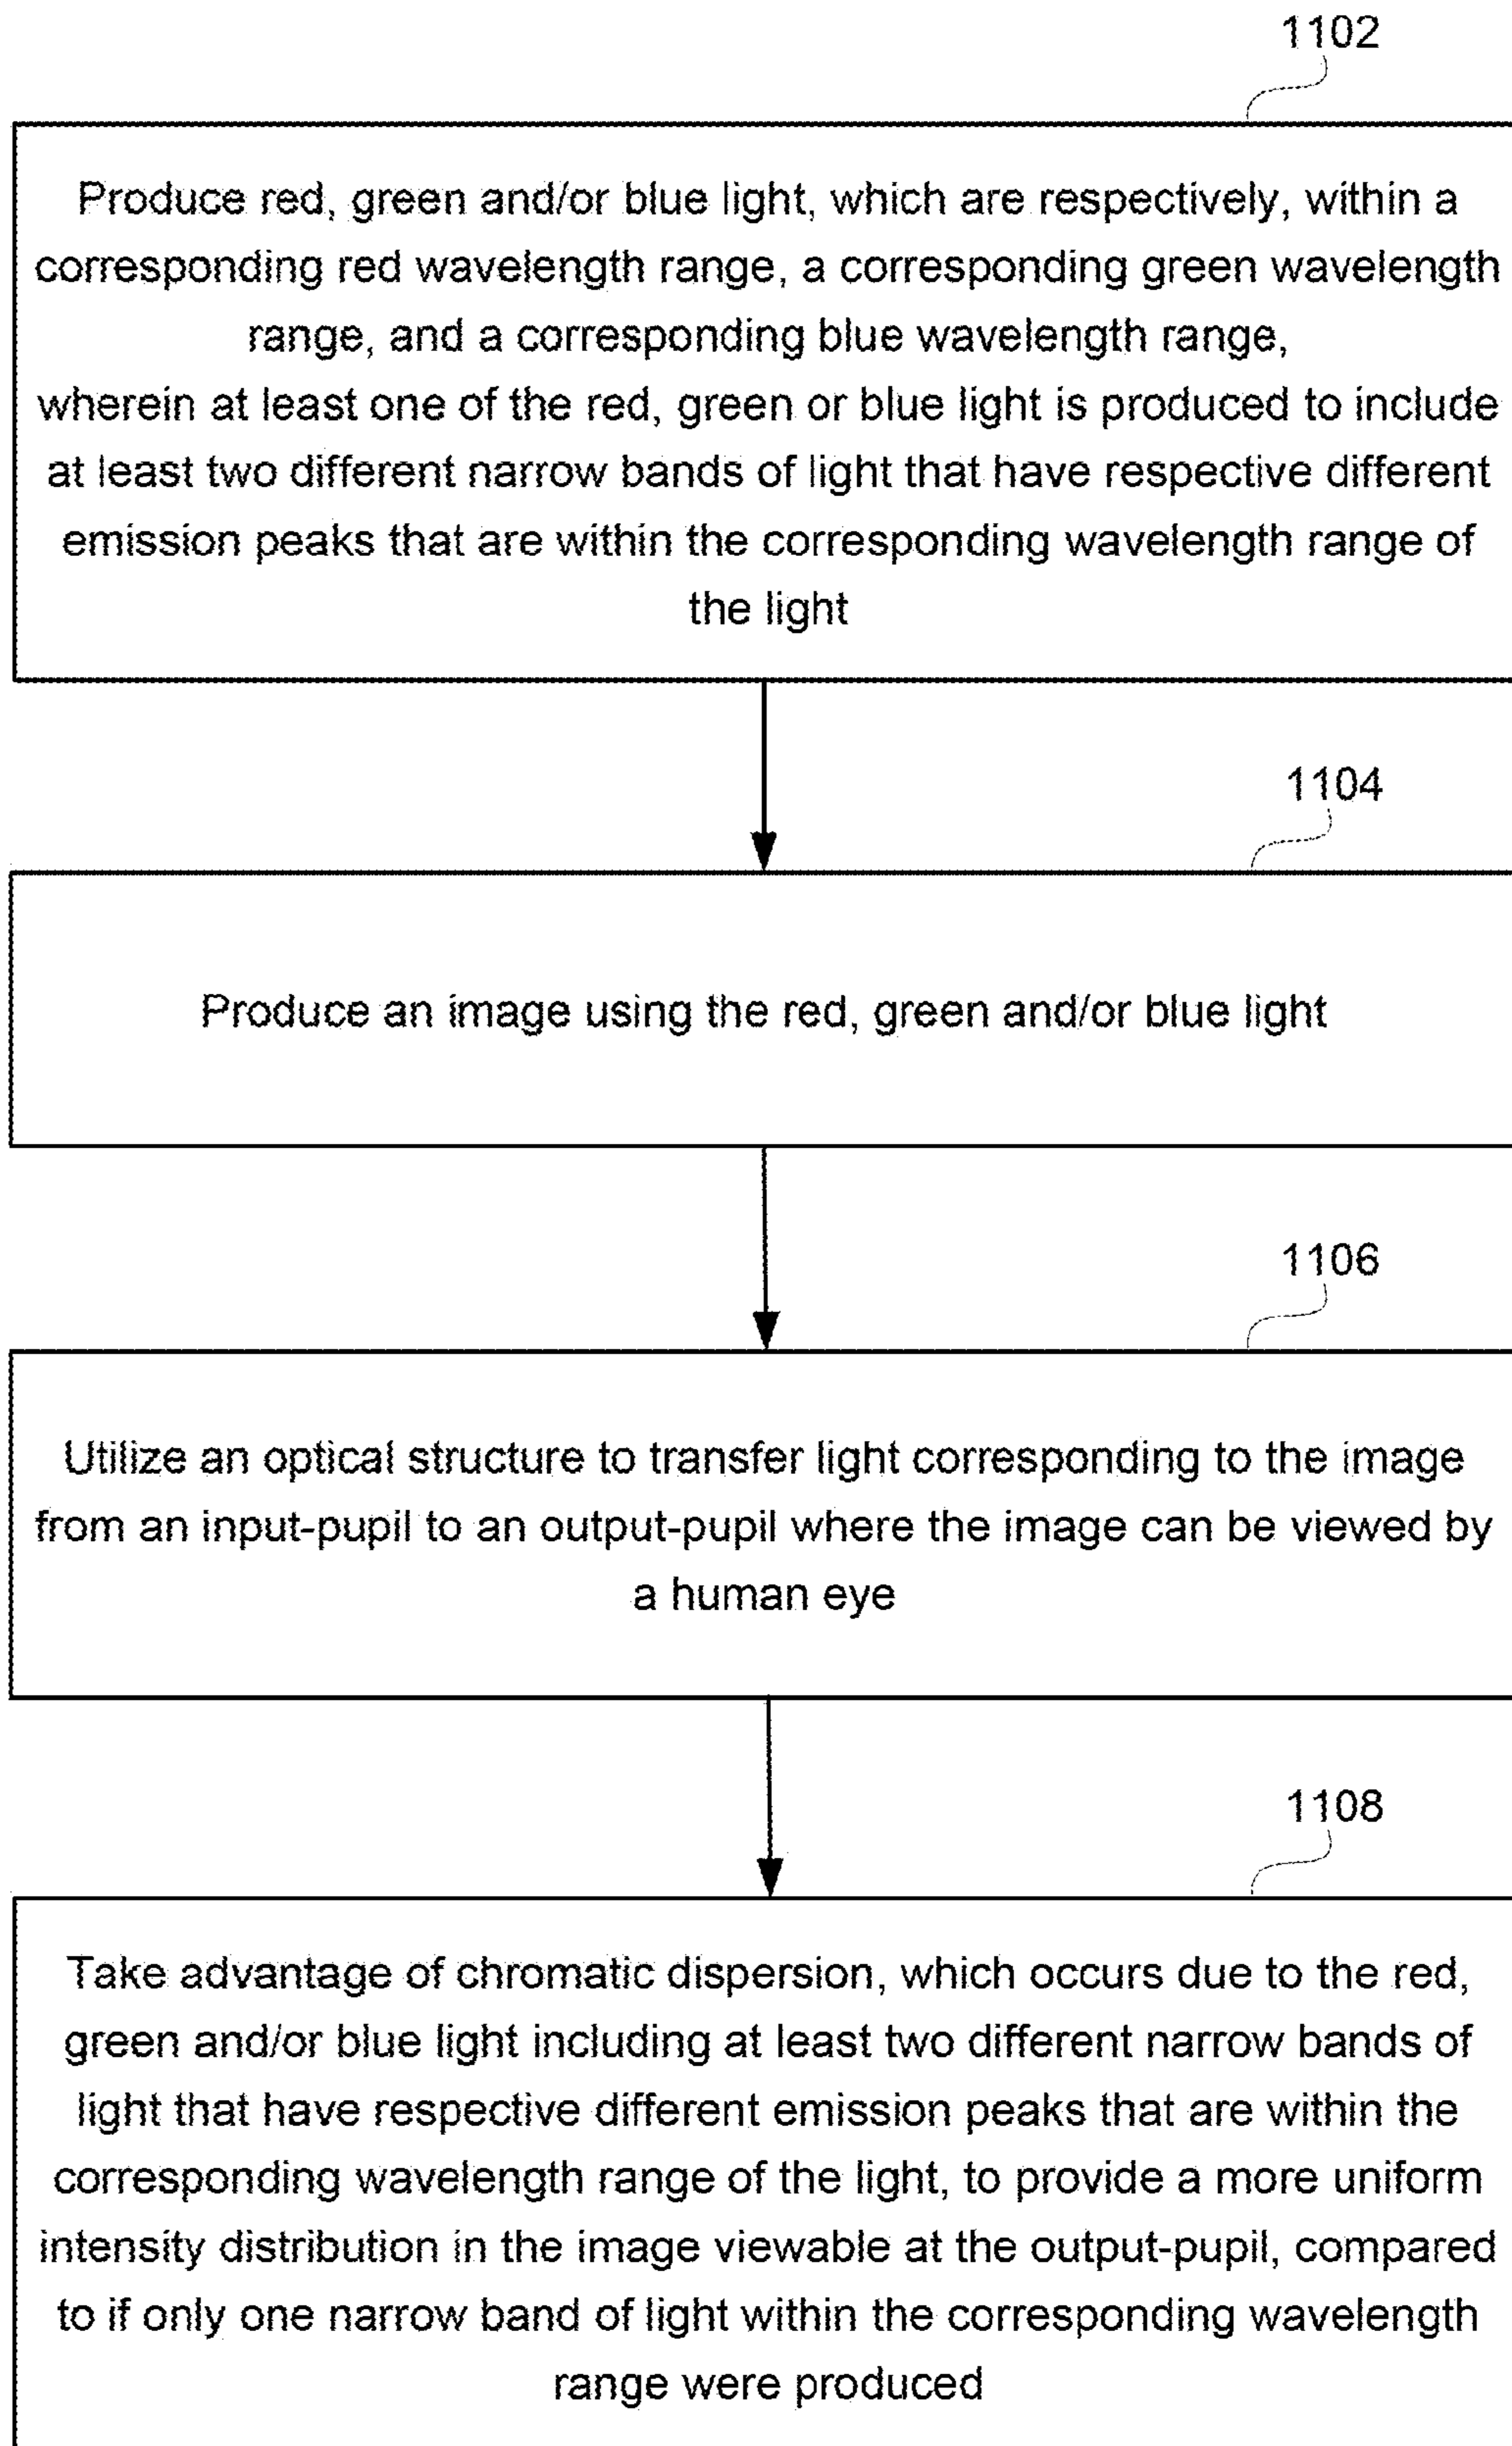 1102
Produce red, green and/or blue light, which are respectively, within a
corresponding red wavelength range, a corresponding green wavelength
range, and a corresponding blue wavelength range,
wherein at least one of the red, green or blue light is produced to include
at least two different narrow bands of light that have respective different
emission peaks that are within the corresponding wavelength range of
the light
1104
Produce an image using the red, green and/or blue light
1106
Utilize an optical structure to transfer light corresponding to the image
from an input-pupil to an output-pupil where the image can be viewed by
a human eye
1108
Take advantage of chromatic dispersion, which occurs due to the red,
green and/or blue light including at least two different narrow bands of
light that have respective different emission peaks that are within the
corresponding wavelength range of the light, to provide a more uniform
intensity distribution in the image viewable at the output-pupil, compared
to if only one narrow band of light within the corresponding wavelength
range were produced